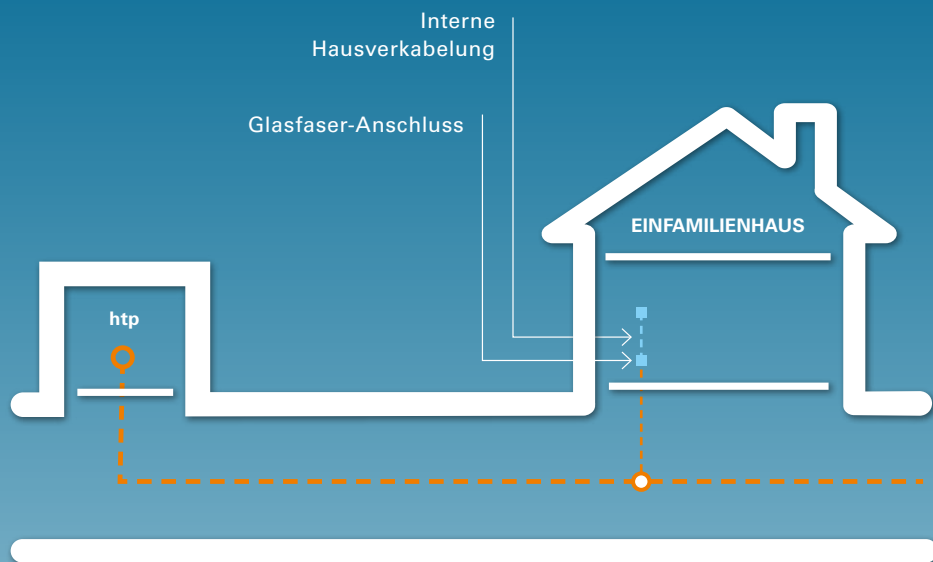 Interne
Hausverkabelung
Glasfaser-Anschluss
EINFAMILIENHAUS
htp